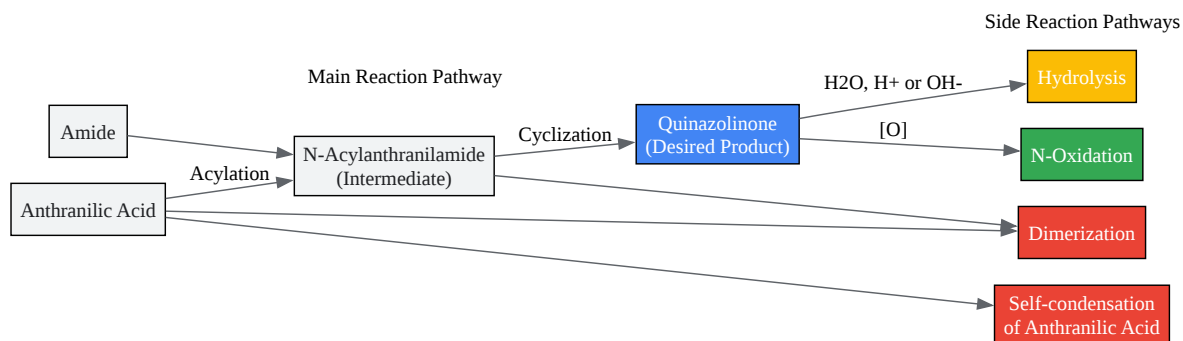 Side Reaction Pathways
Main Reaction Pathway
Amide
Anthranilic Acid
Acylation
N-Acylanthranilamide
(Intermediate)
Cyclization
Quinazolinone
(Desired Product)
H2O, H+ or OH-
[O]
Hydrolysis
N-Oxidation
Dimerization
Self-condensation
of Anthranilic Acid